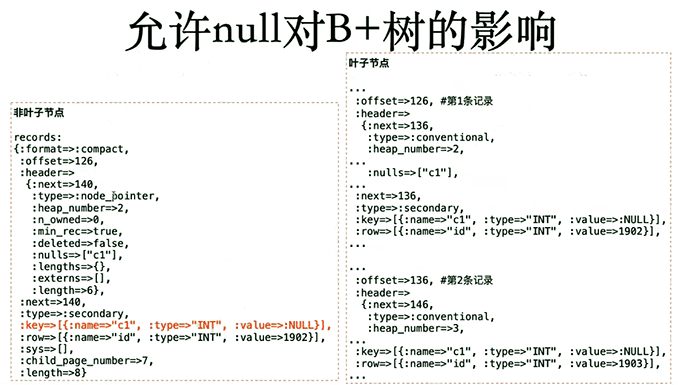 允许null对B+树的影响
非叶子节点
records:
{:format=>:compact,
:offset=>126,
:header=>
{:next=>140,
:type=>:node_pointer,
:heap_number=>2,
:n_owned=>0,
:min_rec=>true,
:deleted=>false,
:nulls=>["c1"],
:lengths=>{},
:externs=>[],
:length=>6},
:next=>140,
:type=>:secondary,
:key=>[{:name=>"c1", :type=>"INT", :value=>:NULL}],
:row=>[{:name=>"id", :type=>"INT", :value=>1902}],
:sys=>[],
:child_page_number=>7,
:length=>8}
叶子节点
...
:offset=>126, #第1条记录
:header=>
{:next=>136,
:type=>:conventional,
:heap_number=>2,
...
:nulls=>["c1"],
...
:next=>136,
:type=>:secondary,
:key=>[{:name=>"c1", :type=>"INT", :value=>:NULL}],
:row=>[{:name=>"id", :type=>"INT", :value=>1902}],
...
...
:offset=>136, #第2条记录
:header=>
{:next=>146,
:type=>:conventional,
:heap_number=>3,
...
:key=>[{:name=>"c1", :type=>"INT", :value=>:NULL}],
:row=>[{:name=>"id", :type=>"INT", :value=>1903}],
...